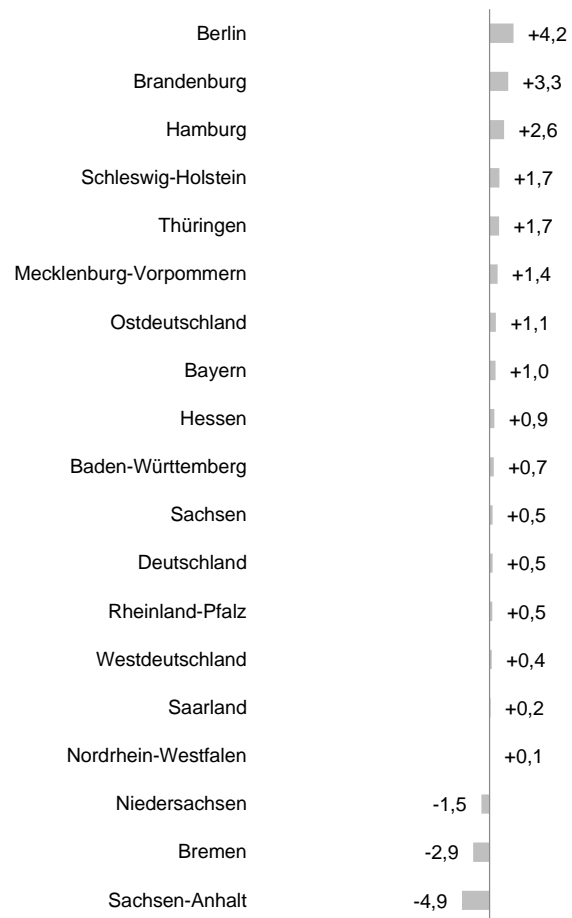 Berlin +4,2
Brandenburg +3,3
Hamburg +2,6
Schleswig-Holstein +1,7
Thüringen +1,7
Mecklenburg-Vorpommern +1,4
Ostdeutschland +1,1
Bayern +1,0
Hessen +0,9
Baden-Württemberg +0,7
Sachsen +0,5
Deutschland +0,5
Rheinland-Pfalz +0,5
Westdeutschland +0,4
Saarland +0,2
Nordrhein-Westfalen +0,1
Niedersachsen -1,5
Bremen -2,9
Sachsen-Anhalt -4,9